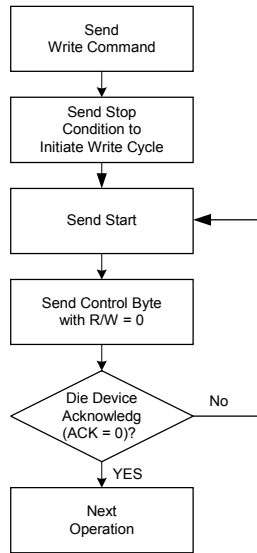 Send
Write Command
Send Stop
Condition to
Initiate Write Cycle
Send Start
Send Control Byte
with R/W = 0
Die Device
Acknowledg
(ACK = 0)?
No
YES
Next
Operation